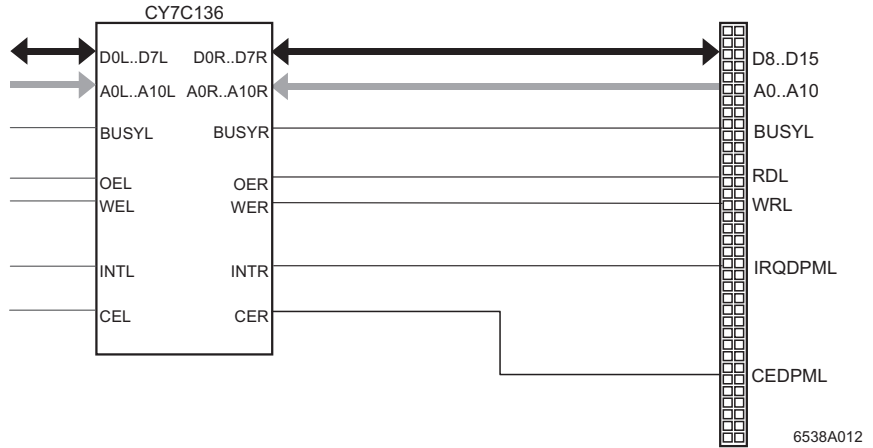 CY7C136
D0L..D7L D0R..D7R D8..D15
A0L..A10L A0R..A10R A0..A10
BUSYL BUSYR BUSYL
OEL OER RDL
WEL WER WRL
INTL INTR IRQDPML
CEL CER
CEDPML
6538A012